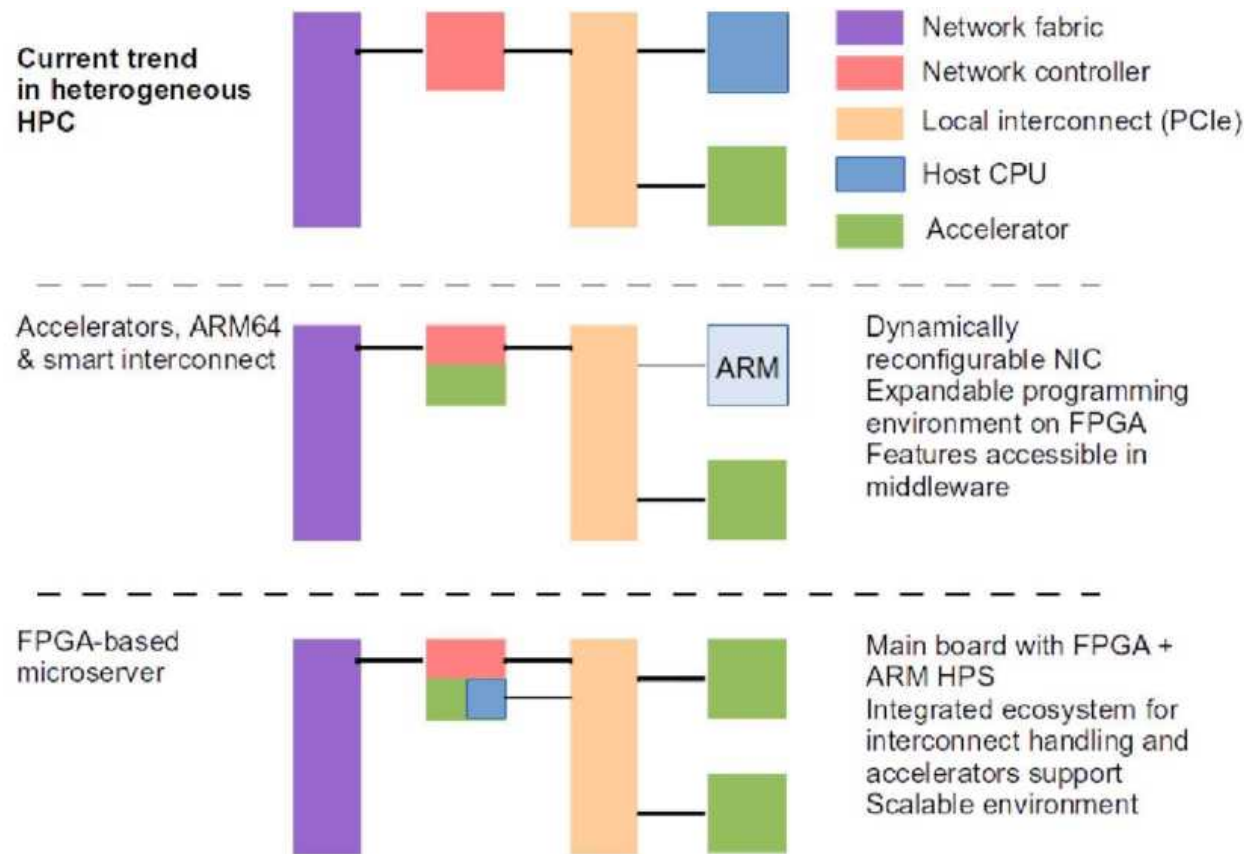 Current trend
in heterogeneous
HPC
Network fabric
Network controller
Local interconnect (PCIe)
Host CPU
Accelerator
Accelerators, ARM64
& smart interconnect
ARM
Dynamically
reconfigurable NIC
Expandable programming
environment on FPGA
Features accessible in
middleware
FPGA-based
microserver
Main board with FPGA +
ARM HPS
Integrated ecosystem for
interconnect handling and
accelerators support
Scalable environment